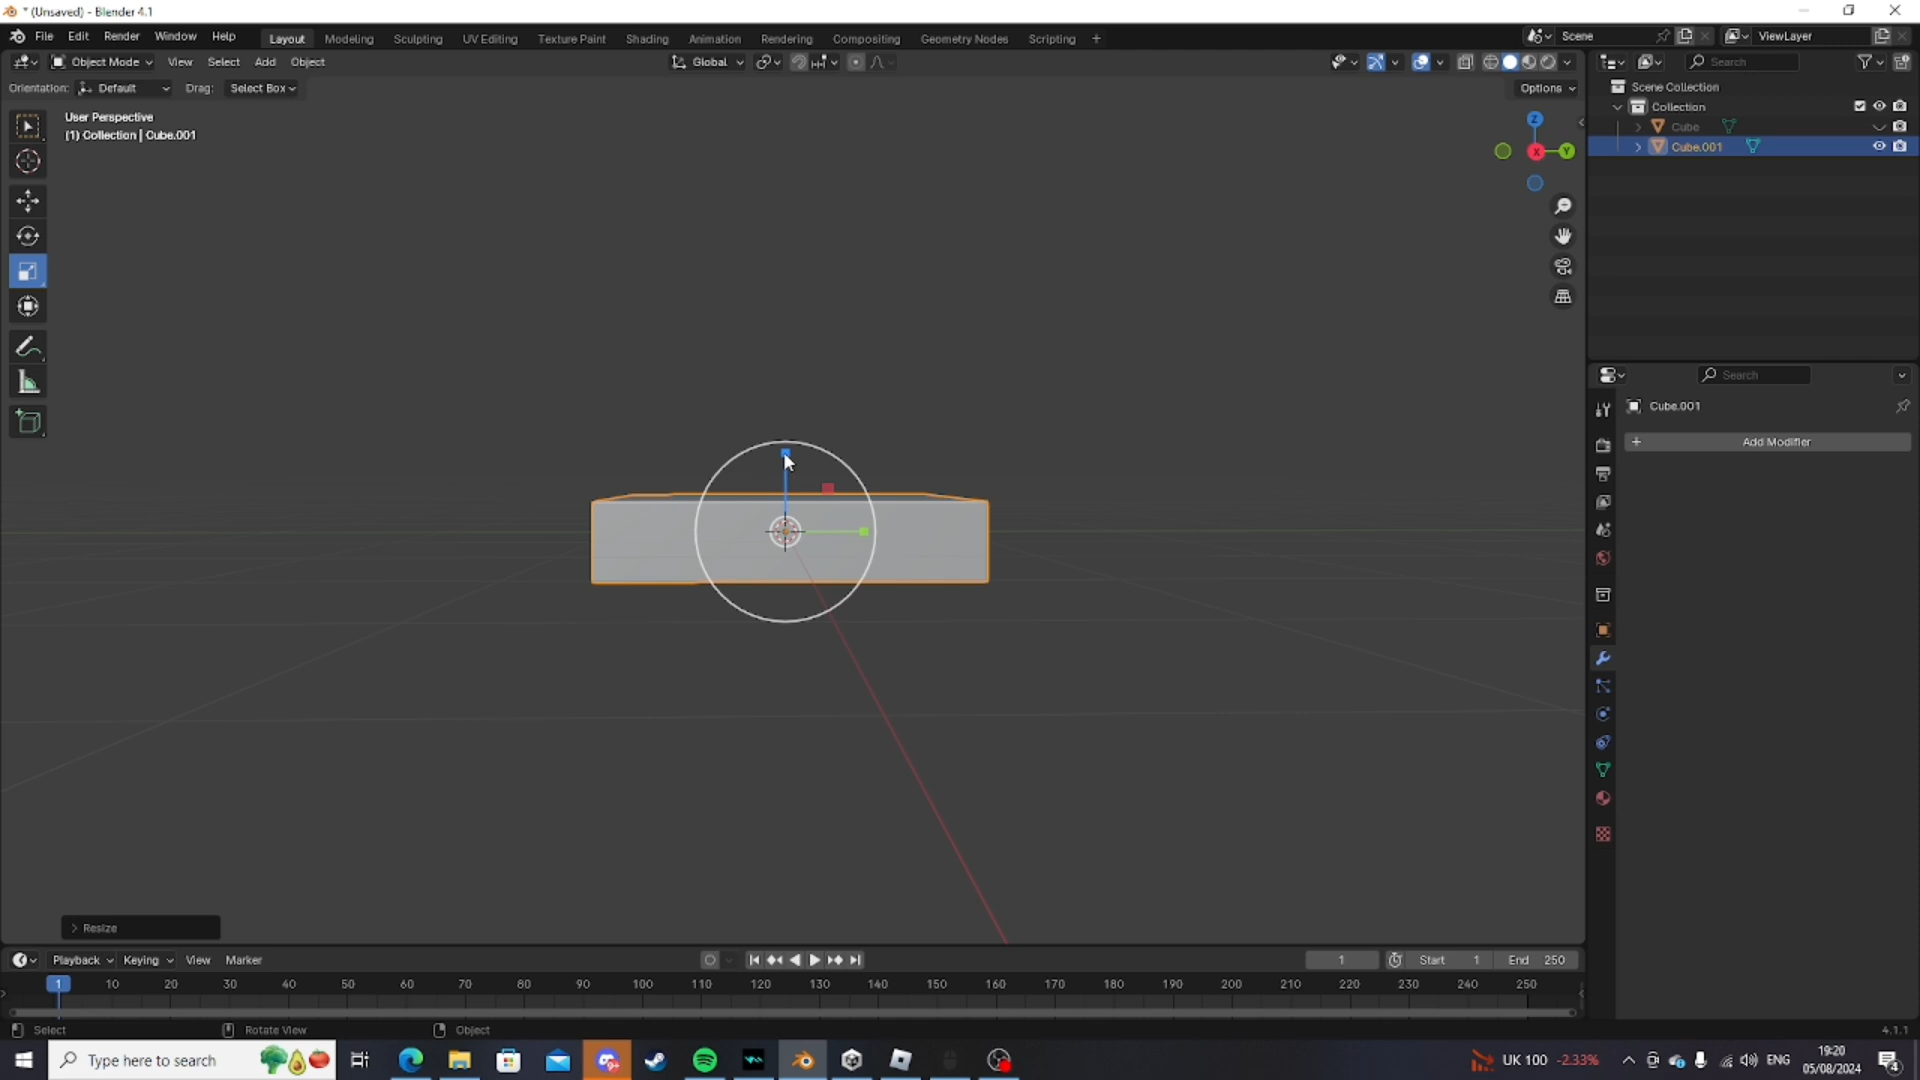 * (Unsaved) - Blender 4.1
File Edit Render Window Help
Layout Modeling Sculpting UV Editing Texture Paint Shading Animation Rendering Compositing Geometry Nodes Scripting +
Scene
ViewLayer
Object Mode View Select Add Object
Global
Search
Orientation: Default Drag: Select Box
Options
User Perspective
(1) Collection | Cube.001
Z
X
Y
Scene Collection
Collection
Cube
Cube.001
Search
Cube.001
+ Add Modifier
> Resize
Playback Keying View Marker
1
Start 1 End 250
1 10 20 30 40 50 60 70 80 90 100 110 120 130 140 150 160 170 180 190 200 210 220 230 240 250
Select Rotate View Object
4.1.1
Type here to search
UK 100 -2.33%
ENG
19:20
05/08/2024
4